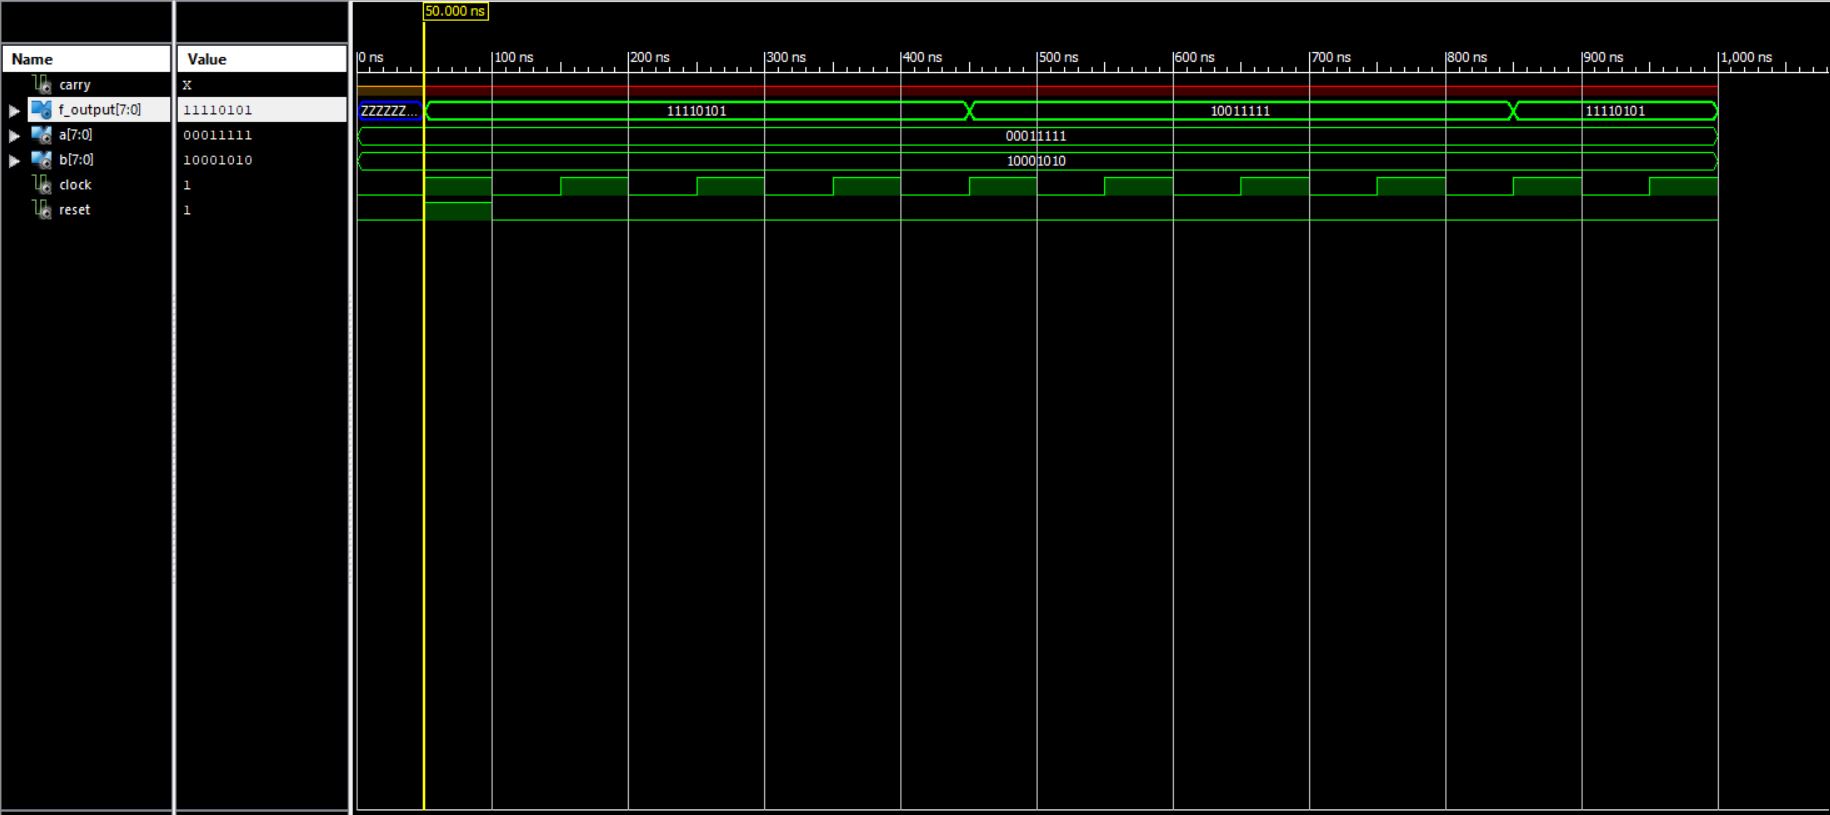 50.000 ns
Name Value 0 ns 100 ns 200 ns 300 ns 400 ns 500 ns 600 ns 700 ns 800 ns 900 ns 1,000 ns
carry X
f_output[7:0] 11110101 ZZZZZZ... 11110101 10011111 11110101
a[7:0] 00011111 00011111
b[7:0] 10001010 10001010
clock 1
reset 1